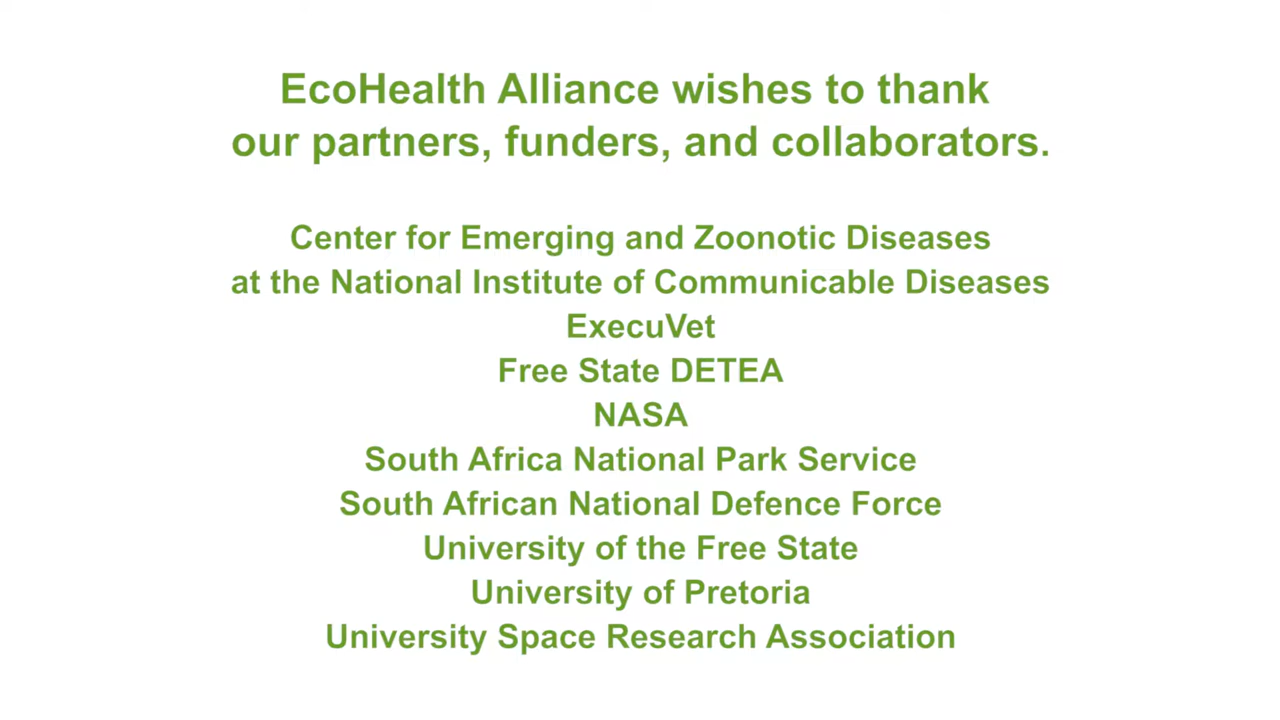 EcoHealth Alliance wishes to thank
our partners, funders, and collaborators.
Center for Emerging and Zoonotic Diseases
at the National Institute of Communicable Diseases
ExecuVet
Free State DETEA
NASA
South Africa National Park Service
South African National Defence Force
University of the Free State
University of Pretoria
University Space Research Association